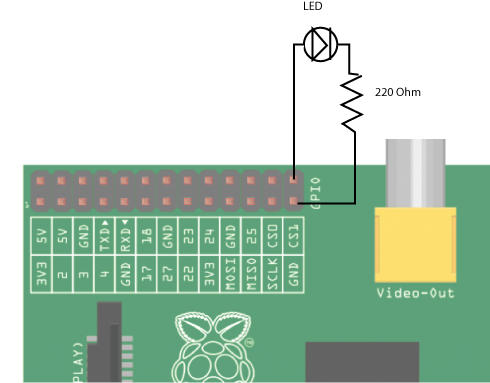 LED
220 Ohm
GPIO
5V 5V GND TXD RXD 18 GND 23 24 GND 25 CS0 CS1
3V3 2 3 4 GND 17 27 22 3V3 MOSI MISO SCLK GND
Video-Out
PLAY)
TM